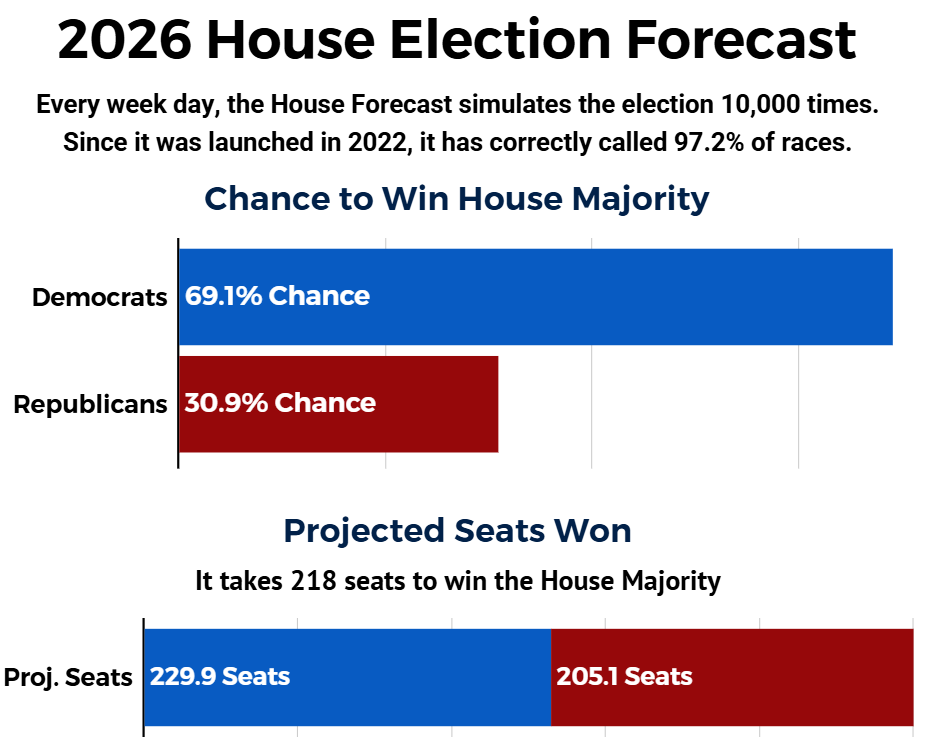 2026 House Election Forecast
Every week day, the House Forecast simulates the election 10,000 times.
Since it was launched in 2022, it has correctly called 97.2% of races.
Chance to Win House Majority
Democrats
69.1% Chance
Republicans
30.9% Chance
Projected Seats Won
It takes 218 seats to win the House Majority
Proj. Seats
229.9 Seats
205.1 Seats